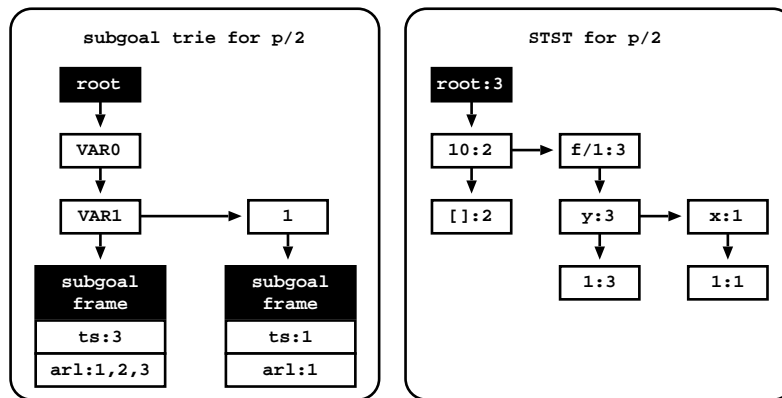 subgoal trie for p/2
root
VAR0
VAR1
1
subgoal
frame
ts:3
arl:1,2,3
subgoal
frame
ts:1
arl:1
STST for p/2
root:3
10:2
f/1:3
[]:2
y:3
x:1
1:3
1:1